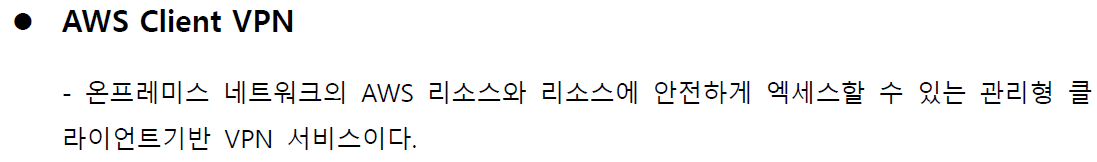 ● AWS Client VPN
- 온프레미스 네트워크의 AWS 리소스와 리소스에 안전하게 엑세스할 수 있는 관리형 클
라이언트기반 VPN 서비스이다.